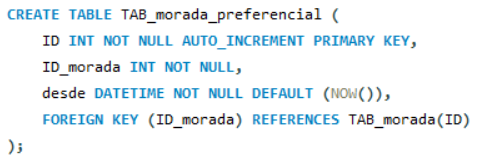 CREATE TABLE TAB_morada_preferencial (
ID INT NOT NULL AUTO_INCREMENT PRIMARY KEY,
ID_morada INT NOT NULL,
desde DATETIME NOT NULL DEFAULT (NOW()),
FOREIGN KEY (ID_morada) REFERENCES TAB_morada(ID)
);